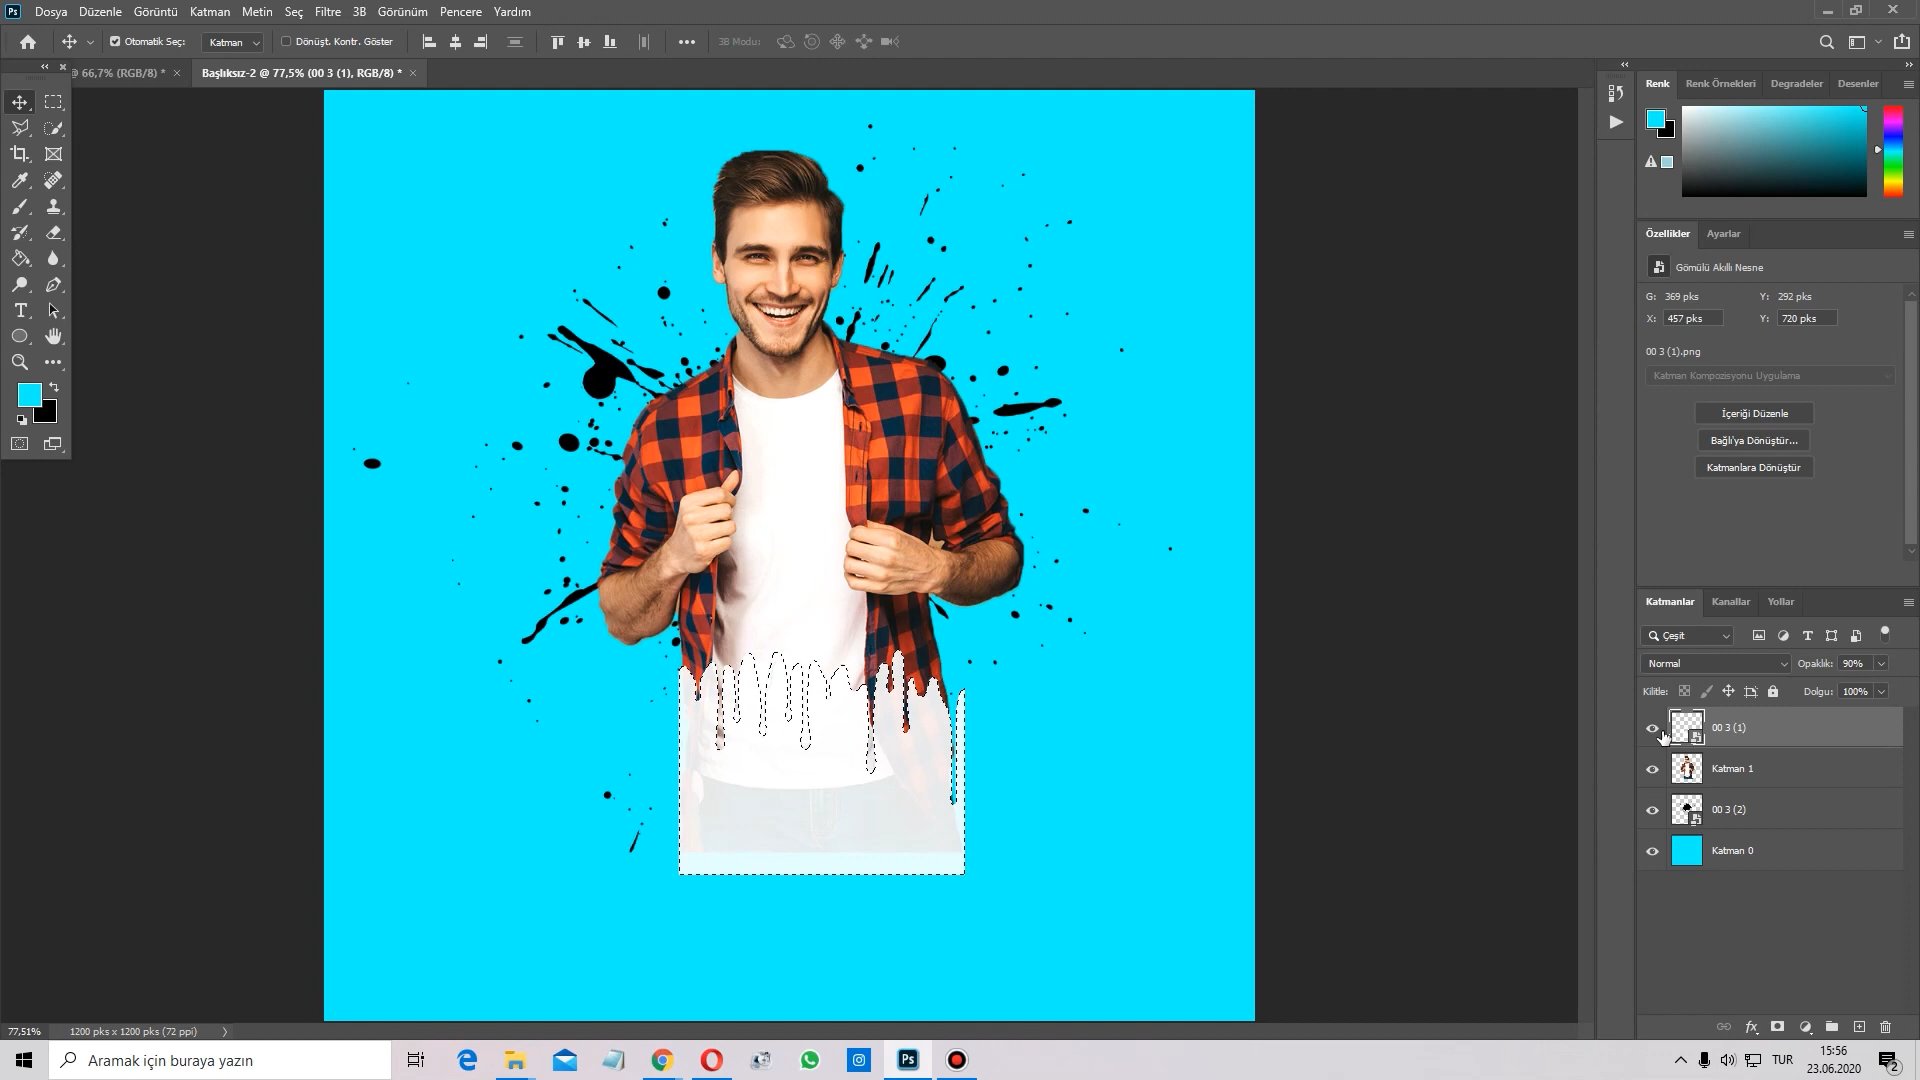 Ps Dosya Düzenle Görüntü Katman Metin Seç Filtre 3B Görünüm Pencere Yardım
Otomatik Seç: Katman Dönüşt. Kontr. Göster 3B Modu:
@ 66,7% (RGB/8) * Başlıksız-2 @ 77,5% (00 3 (1), RGB/8) *
Renk Renk Örnekleri Degradeler Desenler
Özellikler Ayarlar
Gömülü Akıllı Nesne
G: 369 pks Y: 292 pks
X: 457 pks Y: 720 pks
00 3 (1).png
Katman Kompozisyonu Uygulama
İçeriği Düzenle
Bağlı'ya Dönüştür...
Katmanlara Dönüştür
Katmanlar Kanallar Yollar
Çeşit
Normal Opaklık: 90%
Kilitle: Dolgu: 100%
00 3 (1)
Katman 1
00 3 (2)
Katman 0
77,51% 1200 pks x 1200 pks (72 ppi)
Aramak için buraya yazın
Ps
TUR
15:56
23.06.2020
2